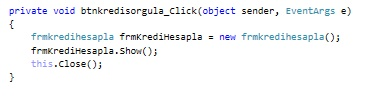 private void btnkredisorgula_Click(object sender, EventArgs e)
{
frmkredihesapla frmKrediHesapla = new frmkredihesapla();
frmKrediHesapla.Show();
this.Close();
}